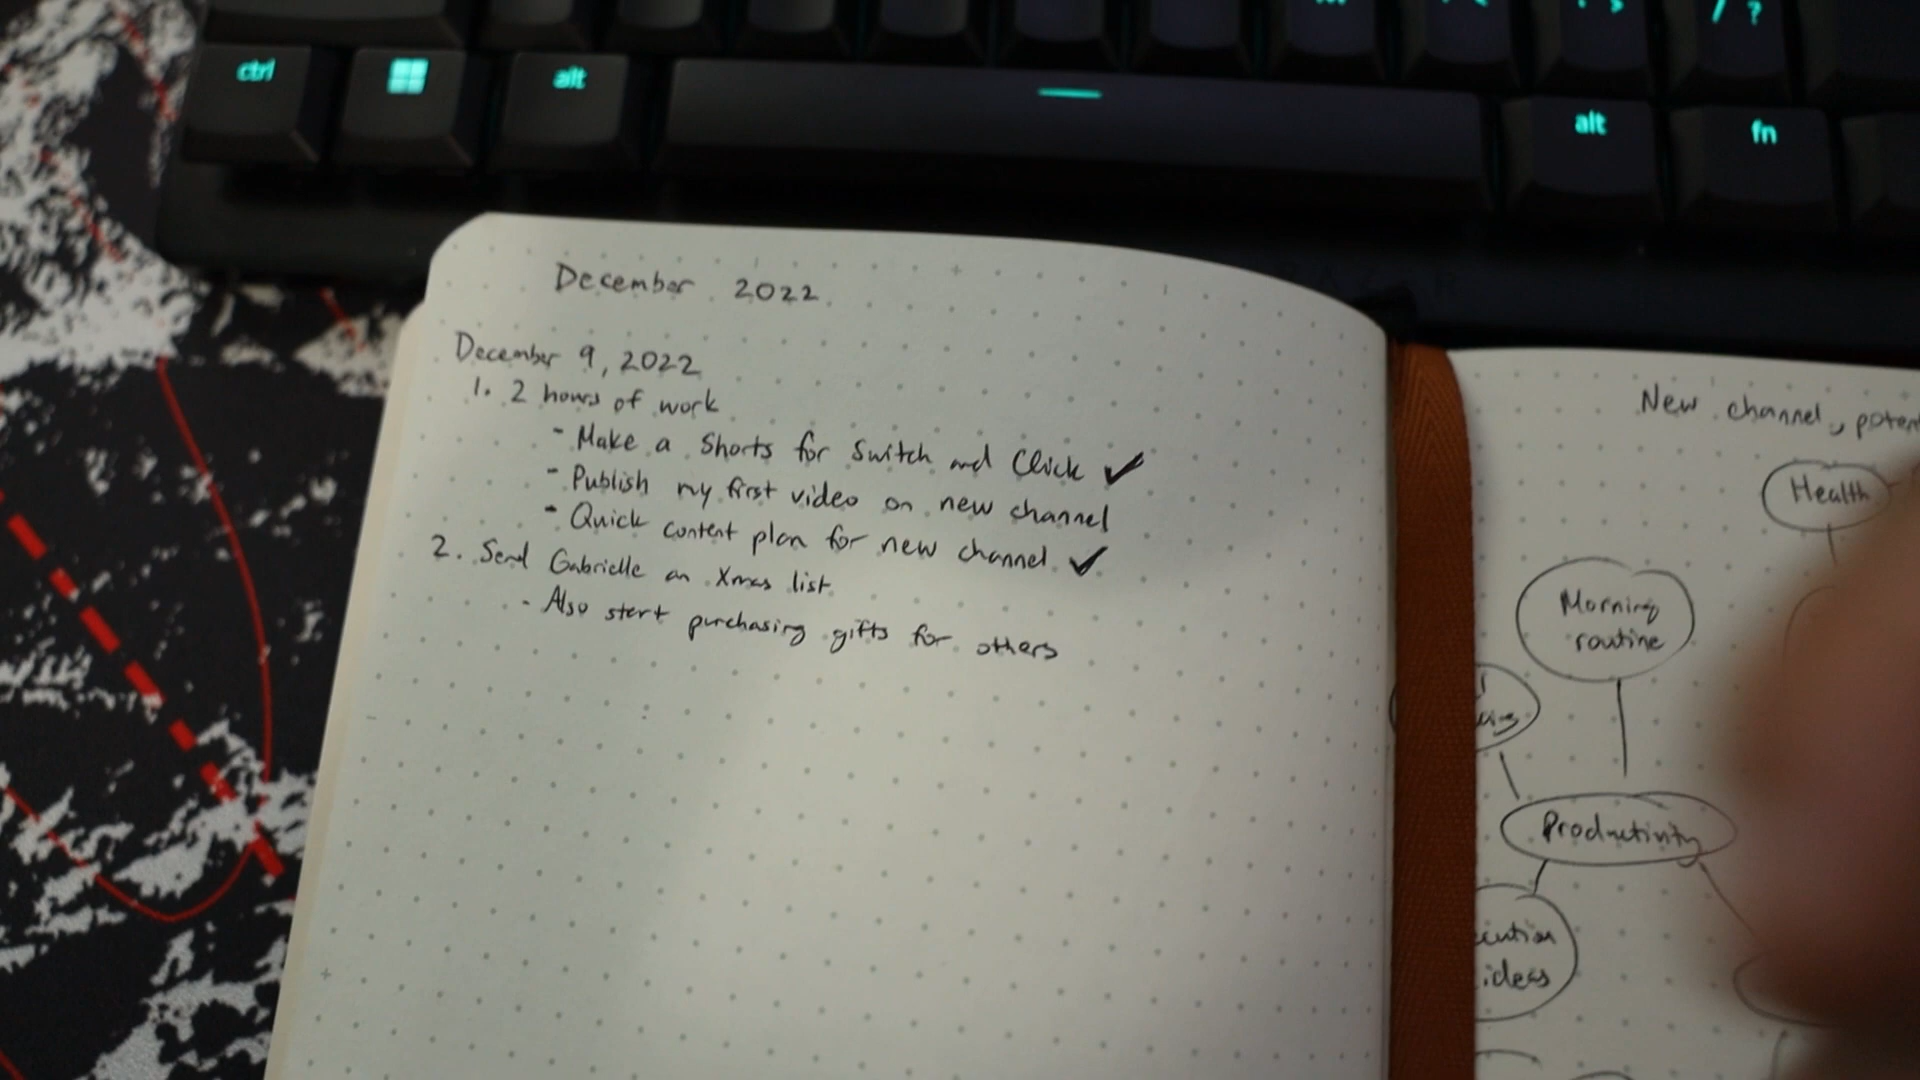 ctrl
alt
alt
fn
/ ?
December 2022
December 9, 2022
1. 2 hours of work
- Make a Shorts for Switch and Click ✓
- Publish my first video on new channel
- Quick content plan for new channel ✓
2. Send Gabrielle an Xmas list
- Also start purchasing gifts for others
New channel,
Health
Morning
routine
Productivity
ideas